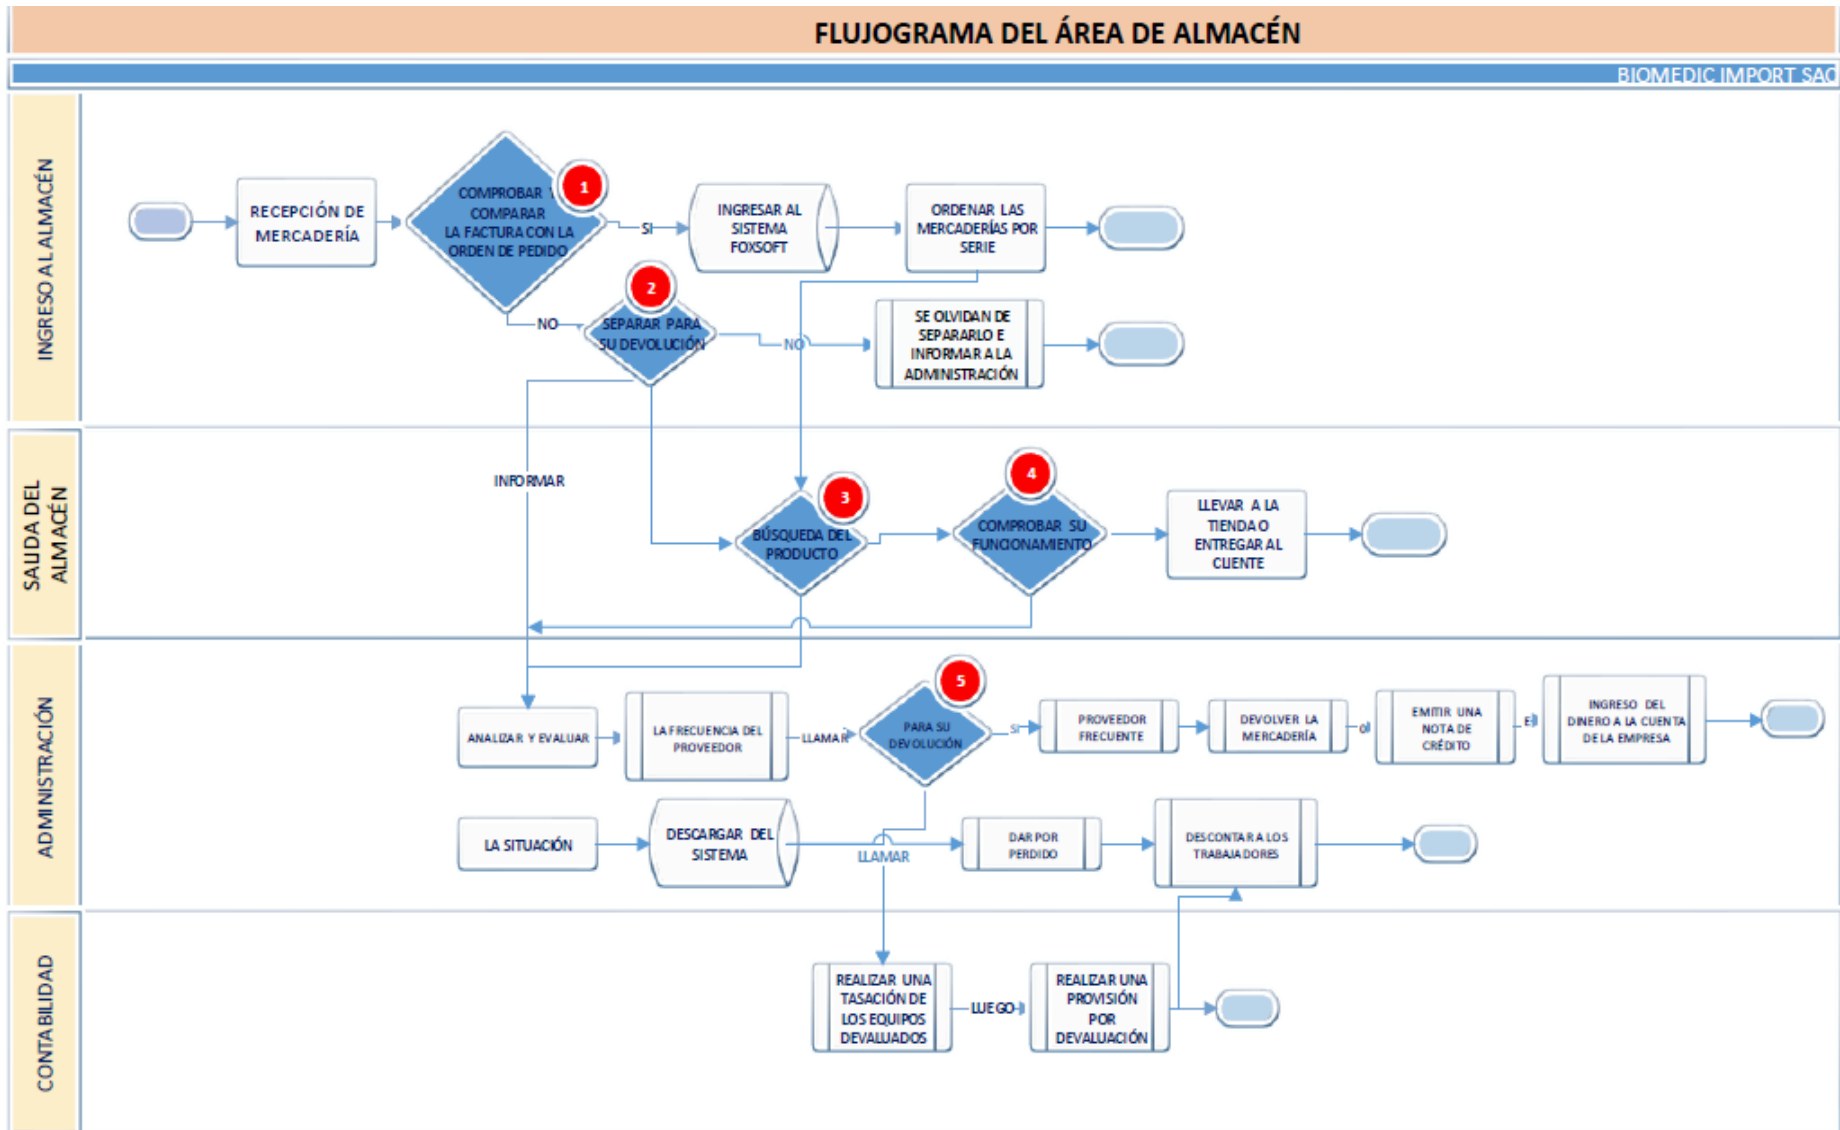 FLUJOGRAMA DEL ÁREA DE ALMACÉN
BIOMEDIC IMPORT SAC
INGRESO AL ALMACÉN
RECEPCIÓN DE
MERCADERÍA
COMPROBAR Y
COMPARAR
LA FACTURA CON LA
ORDEN DE PEDIDO
1
SI
INGRESAR AL
SISTEMA
FOXSOFT
ORDENAR LAS
MERCADERÍAS POR
SERIE
NO
2
SEPARAR PARA
SU DEVOLUCIÓN
NO
SE OLVIDAN DE
SEPARARLO E
INFORMAR A LA
ADMINISTRACIÓN
SALIDA DEL
ALMACÉN
INFORMAR
3
BÚSQUEDA DEL
PRODUCTO
4
COMPROBAR SU
FUNCIONAMIENTO
LLEVAR A LA
TIENDA O
ENTREGAR AL
CLIENTE
ADMINISTRACIÓN
ANALIZAR Y EVALUAR
LA FRECUENCIA DEL
PROVEEDOR
LLAMAR
5
PARA SU
DEVOLUCIÓN
SI
PROVEEDOR
FRECUENTE
DEVOLVER LA
MERCADERÍA
O
EMITIR UNA
NOTA DE
CRÉDITO
E
INGRESO DEL
DINERO A LA CUENTA
DE LA EMPRESA
LA SITUACIÓN
DESCARGAR DEL
SISTEMA
LLAMAR
DAR POR
PERDIDO
DESCONTAR A LOS
TRABAJADORES
CONTABILIDAD
REALIZAR UNA
TASACIÓN DE
LOS EQUIPOS
DEVALUADOS
LUEGO
REALIZAR UNA
PROVISIÓN
POR
DEVALUACIÓN